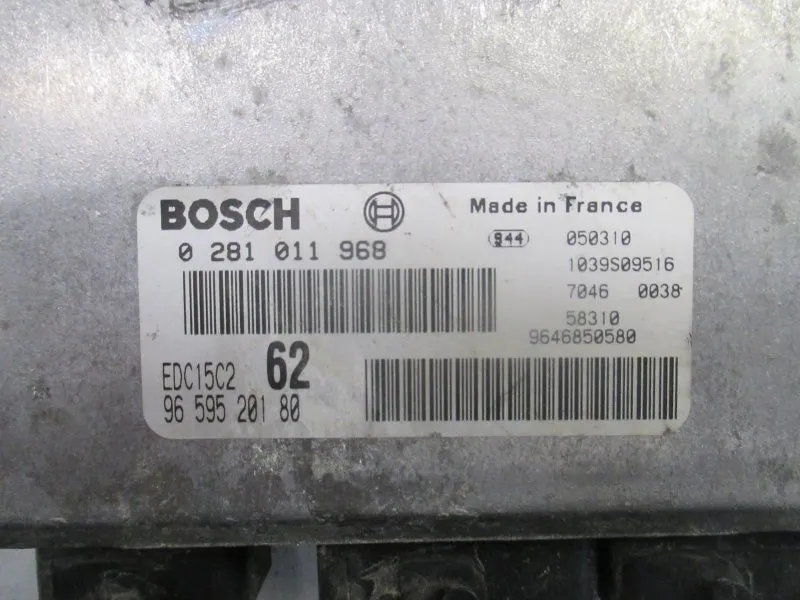 BOSCH
Made in France
0 281 011 968
944 050310
1039S09516
7046 0038
58310
9646850580
EDC15C2 62
96 595 201 80